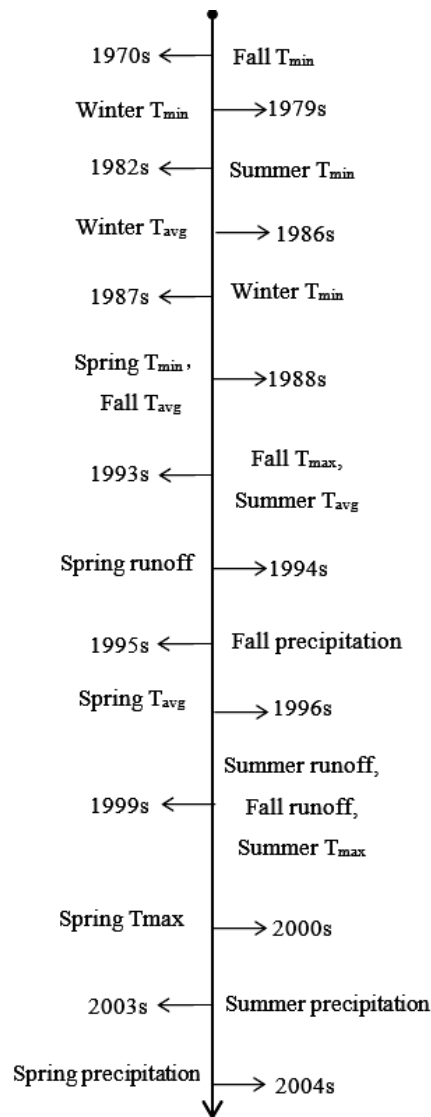 1970s Fall Tmin
Winter Tmin 1979s
1982s Summer Tmin
Winter Tavg 1986s
1987s Winter Tmin
Spring Tmin,
Fall Tavg
1988s
1993s
Fall Tmax,
Summer Tavg
Spring runoff 1994s
1995s Fall precipitation
Spring Tavg 1996s
1999s
Summer runoff,
Fall runoff,
Summer Tmax
Spring Tmax 2000s
2003s Summer precipitation
Spring precipitation 2004s